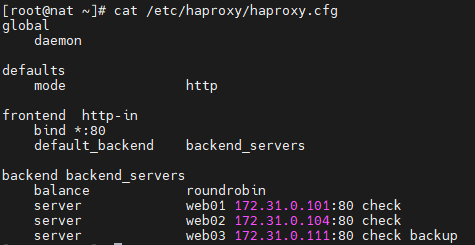 [root@nat ~]# cat /etc/haproxy/haproxy.cfg
global
    daemon

defaults
    mode               http

frontend  http-in
    bind *:80
    default_backend    backend_servers

backend backend_servers
    balance            roundrobin
    server             web01 172.31.0.101:80 check
    server             web02 172.31.0.104:80 check
    server             web03 172.31.0.111:80 check backup